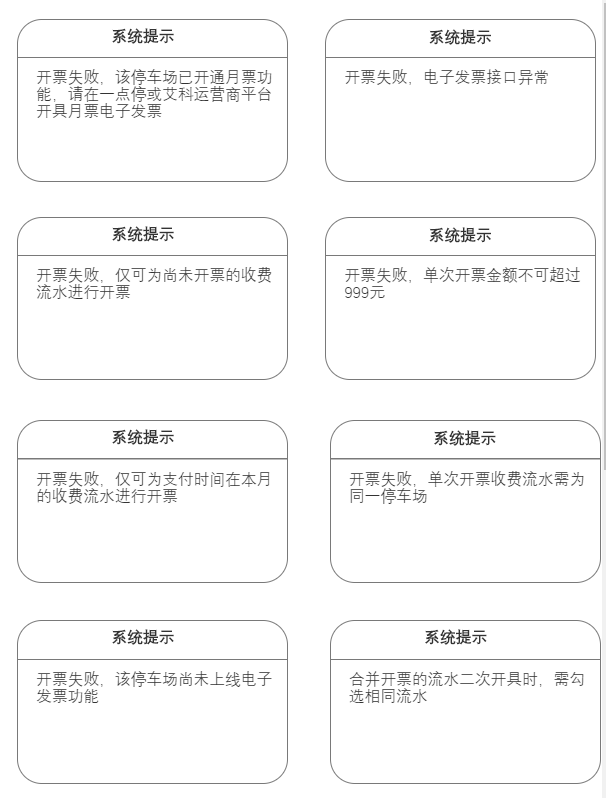 系统提示
开票失败，该停车场已开通月票功
能，请在一点停或艾科运营商平台
开具月票电子发票
系统提示
开票失败，电子发票接口异常
系统提示
开票失败，仅可为尚未开票的收费
流水进行开票
系统提示
开票失败，单次开票金额不可超过
999元
系统提示
开票失败，仅可为支付时间在本月
的收费流水进行开票
系统提示
开票失败，单次开票收费流水需为
同一停车场
系统提示
开票失败，该停车场尚未上线电子
发票功能
系统提示
合并开票的流水二次开具时，需勾
选相同流水